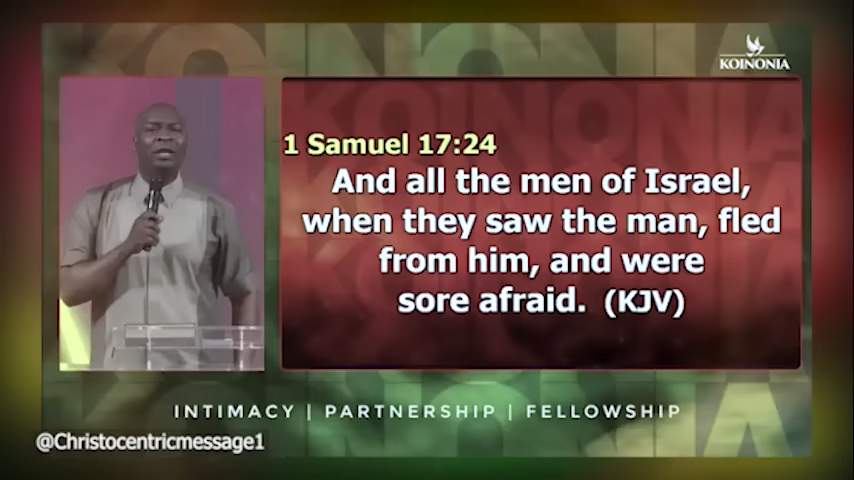 KOINONIA
1 Samuel 17:24
And all the men of Israel,
when they saw the man, fled
from him, and were
sore afraid. (KJV)
INTIMACY | PARTNERSHIP | FELLOWSHIP
@Christocentricmessage1